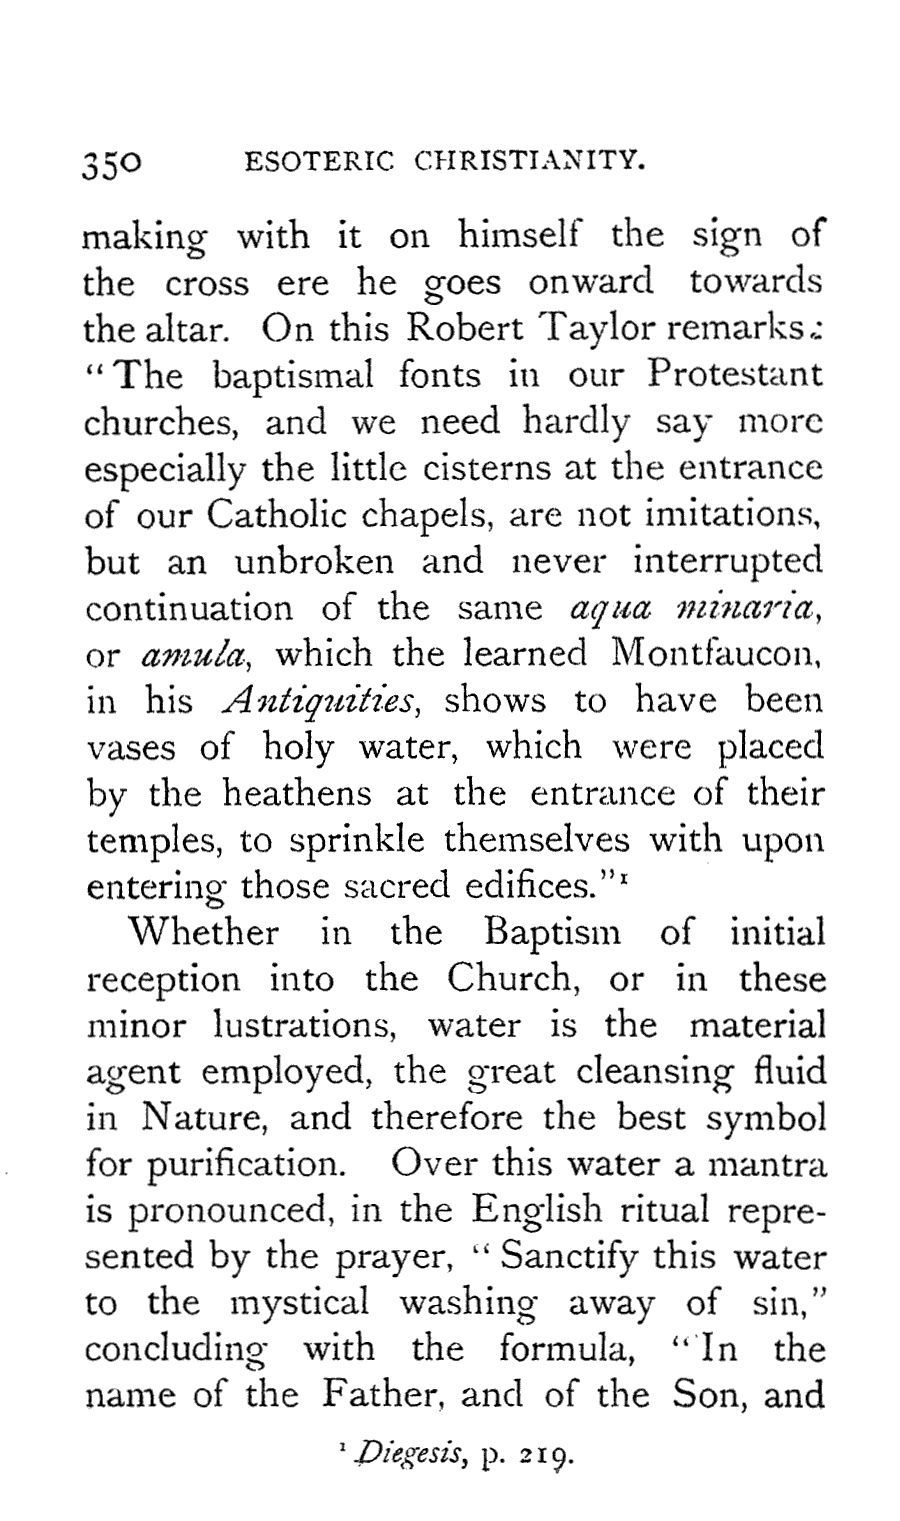 350 ESOTERIC CHRISTIANITY.
making with it on himself the sign of
the cross ere he goes onward towards
the altar. On this Robert Taylor remarks:
“The baptismal fonts in our Protestant
churches, and we need hardly say more
especially the little cisterns at the entrance
of our Catholic chapels, are not imitations,
but an unbroken and never interrupted
continuation of the same aqua minaria,
or amula, which the learned Montfaucon,
in his Antiquities, shows to have been
vases of holy water, which were placed
by the heathens at the entrance of their
temples, to sprinkle themselves with upon
entering those sacred edifices.”¹
Whether in the Baptism of initial
reception into the Church, or in these
minor lustrations, water is the material
agent employed, the great cleansing fluid
in Nature, and therefore the best symbol
for purification. Over this water a mantra
is pronounced, in the English ritual repre-
sented by the prayer, “Sanctify this water
to the mystical washing away of sin,”
concluding with the formula, “In the
name of the Father, and of the Son, and
¹ Diegesis, p. 219.